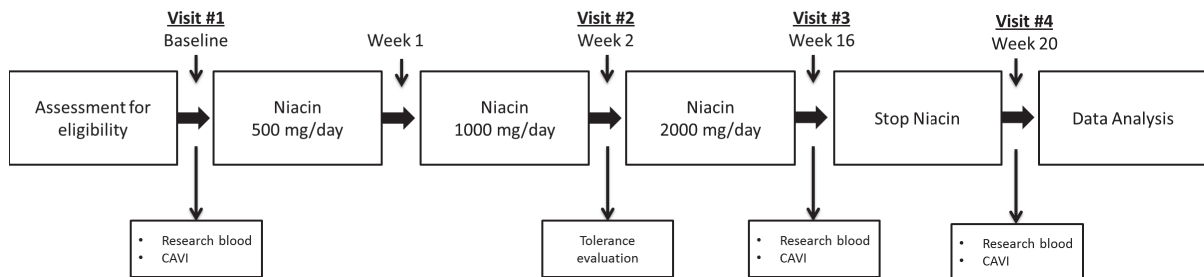 Visit #1
Baseline
Week 1
Visit #2
Week 2
Visit #3
Week 16
Visit #4
Week 20
Assessment for
eligibility
Niacin
500 mg/day
Niacin
1000 mg/day
Niacin
2000 mg/day
Stop Niacin
Data Analysis
• Research blood
• CAVI
Tolerance
evaluation
• Research blood
• CAVI
• Research blood
• CAVI